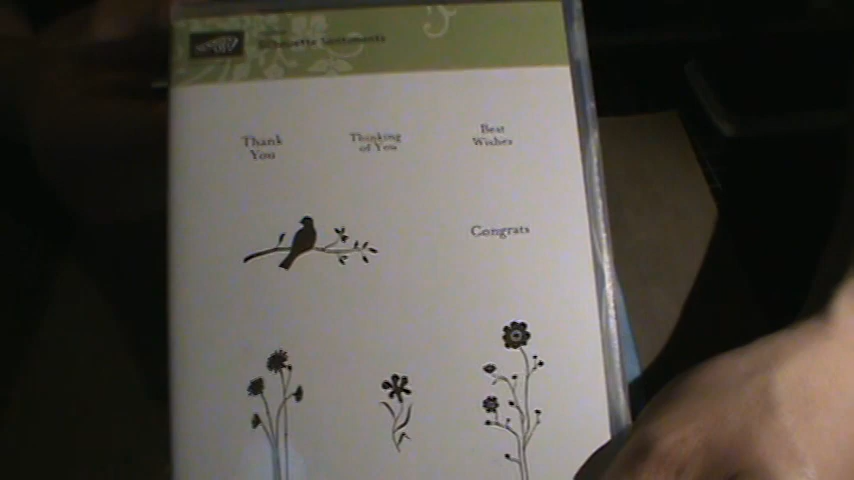 Silhouette Sentiments
Thank
You
Thinking
of You
Best
Wishes
Congrats